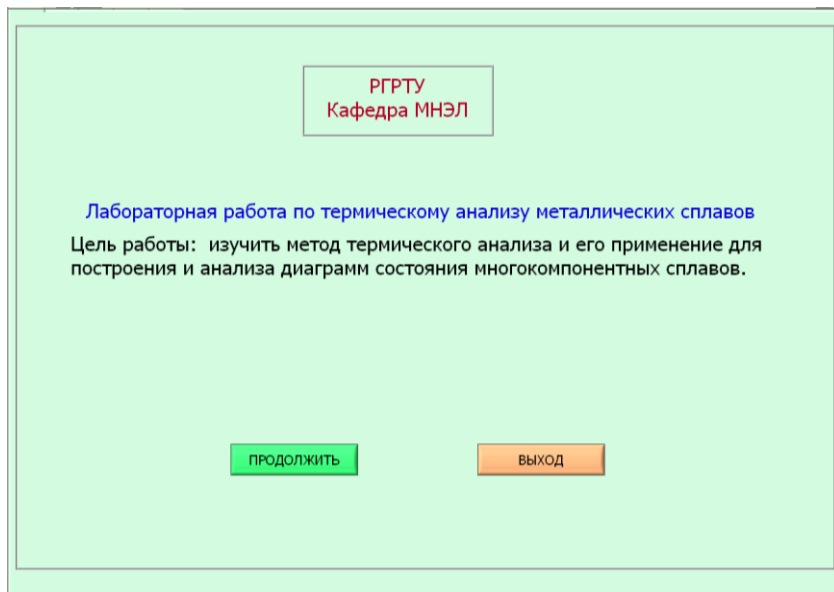 РГРТУ
Кафедра МНЭЛ
Лабораторная работа по термическому анализу металлических сплавов
Цель работы: изучить метод термического анализа и его применение для
построения и анализа диаграмм состояния многокомпонентных сплавов.
ПРОДОЛЖИТЬ
ВЫХОД